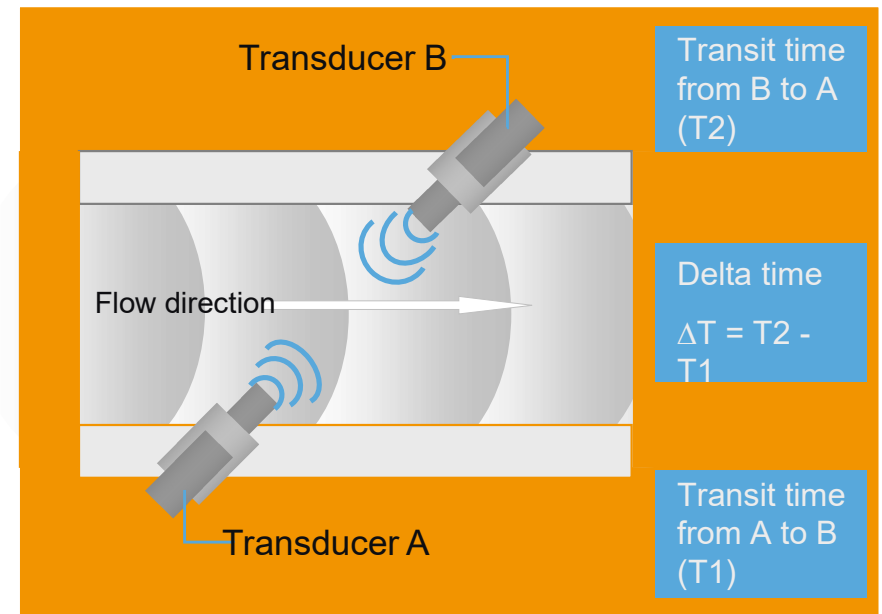 Transducer B
Transit time
from B to A
(T2)
Flow direction
Delta time
∆T = T2 -
T1
Transit time
from A to B
(T1)
Transducer A